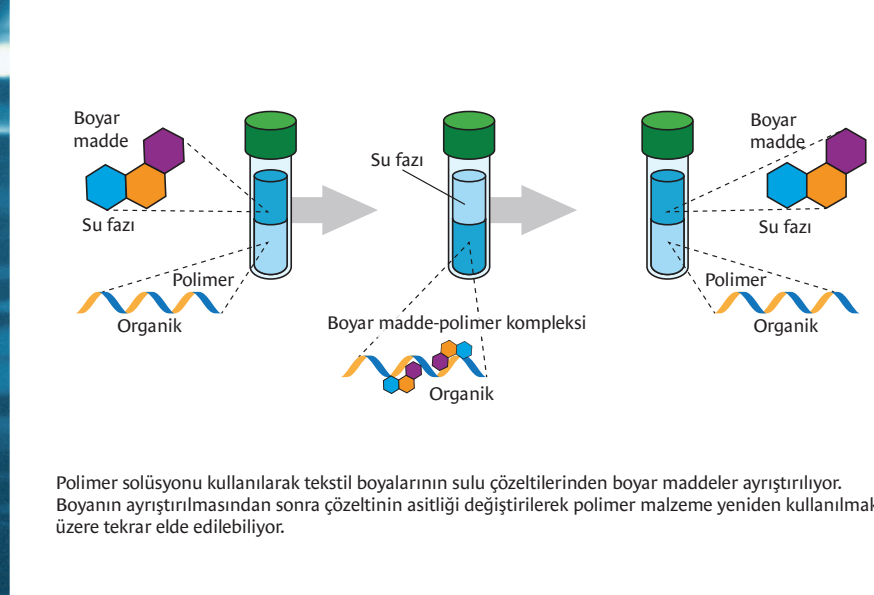 Boyar
madde
Su fazı
Polimer
Organik
Su fazı
Boyar madde-polimer kompleksi
Organik
Boyar
madde
Su fazı
Polimer
Organik
Polimer solüsyonu kullanılarak tekstil boyalarının sulu çözeltilerinden boyar maddeler ayrıştırılıyor.
Boyanın ayrıştırılmasından sonra çözeltinin asitliği değiştirilerek polimer malzeme yeniden kullanılmak
üzere tekrar elde edilebiliyor.